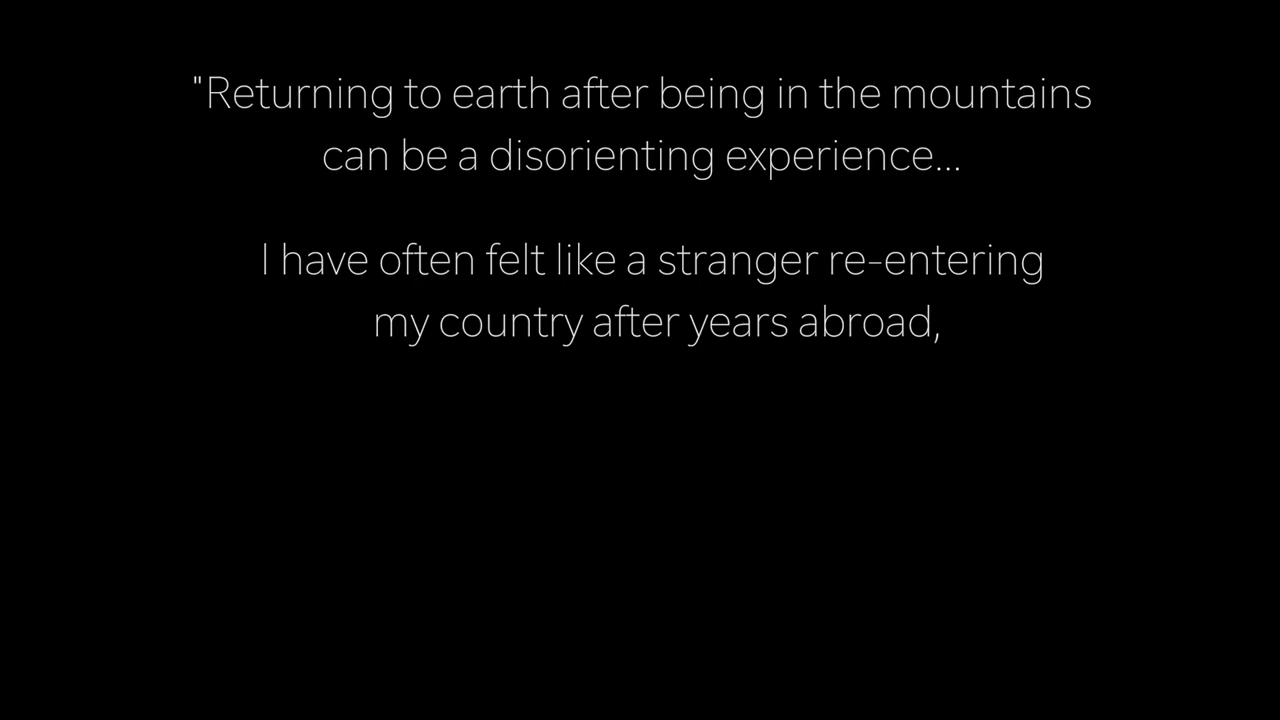 "Returning to earth after being in the mountains
can be a disorienting experience...
I have often felt like a stranger re-entering
my country after years abroad,